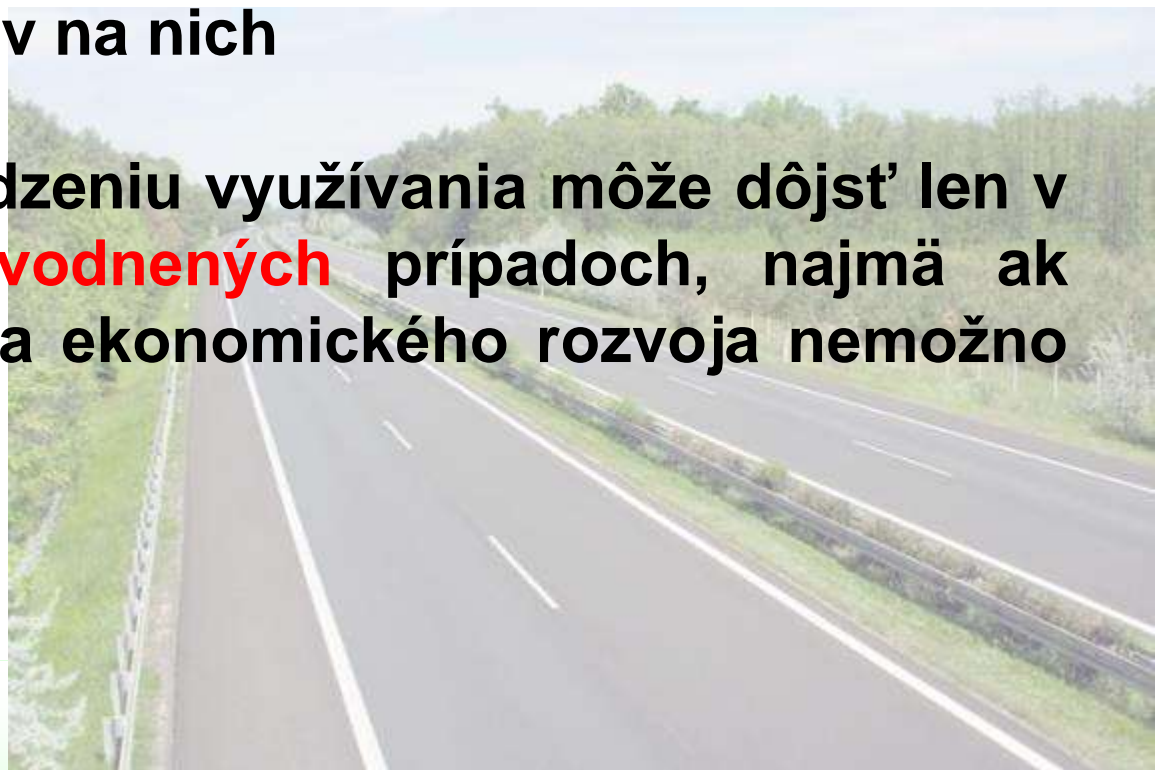 v na nich
dzeniu využívania môže dôjsť len v
vodnených prípadoch, najmä ak
a ekonomického rozvoja nemožno